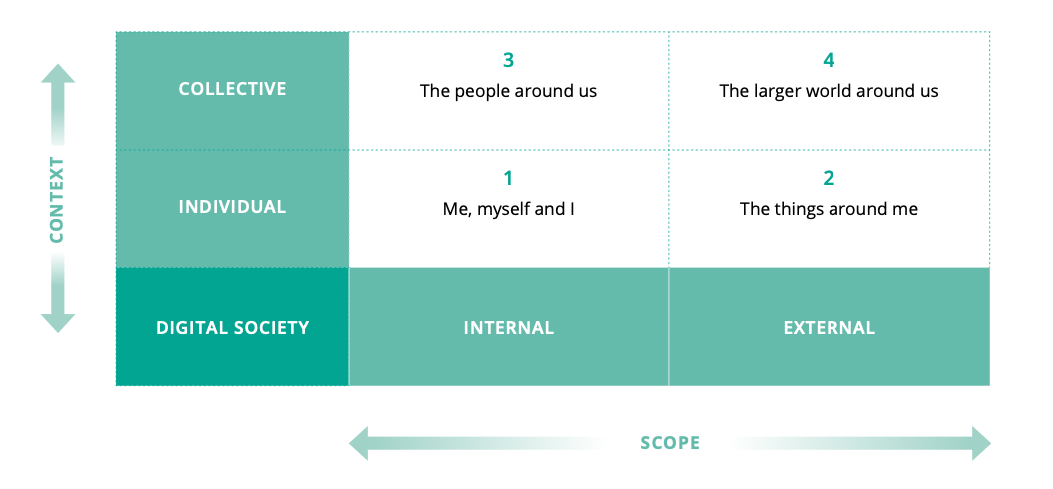 COLLECTIVE
3
The people around us
4
The larger world around us
CONTEXT
INDIVIDUAL
1
Me, myself and I
2
The things around me
DIGITAL SOCIETY
INTERNAL
EXTERNAL
SCOPE